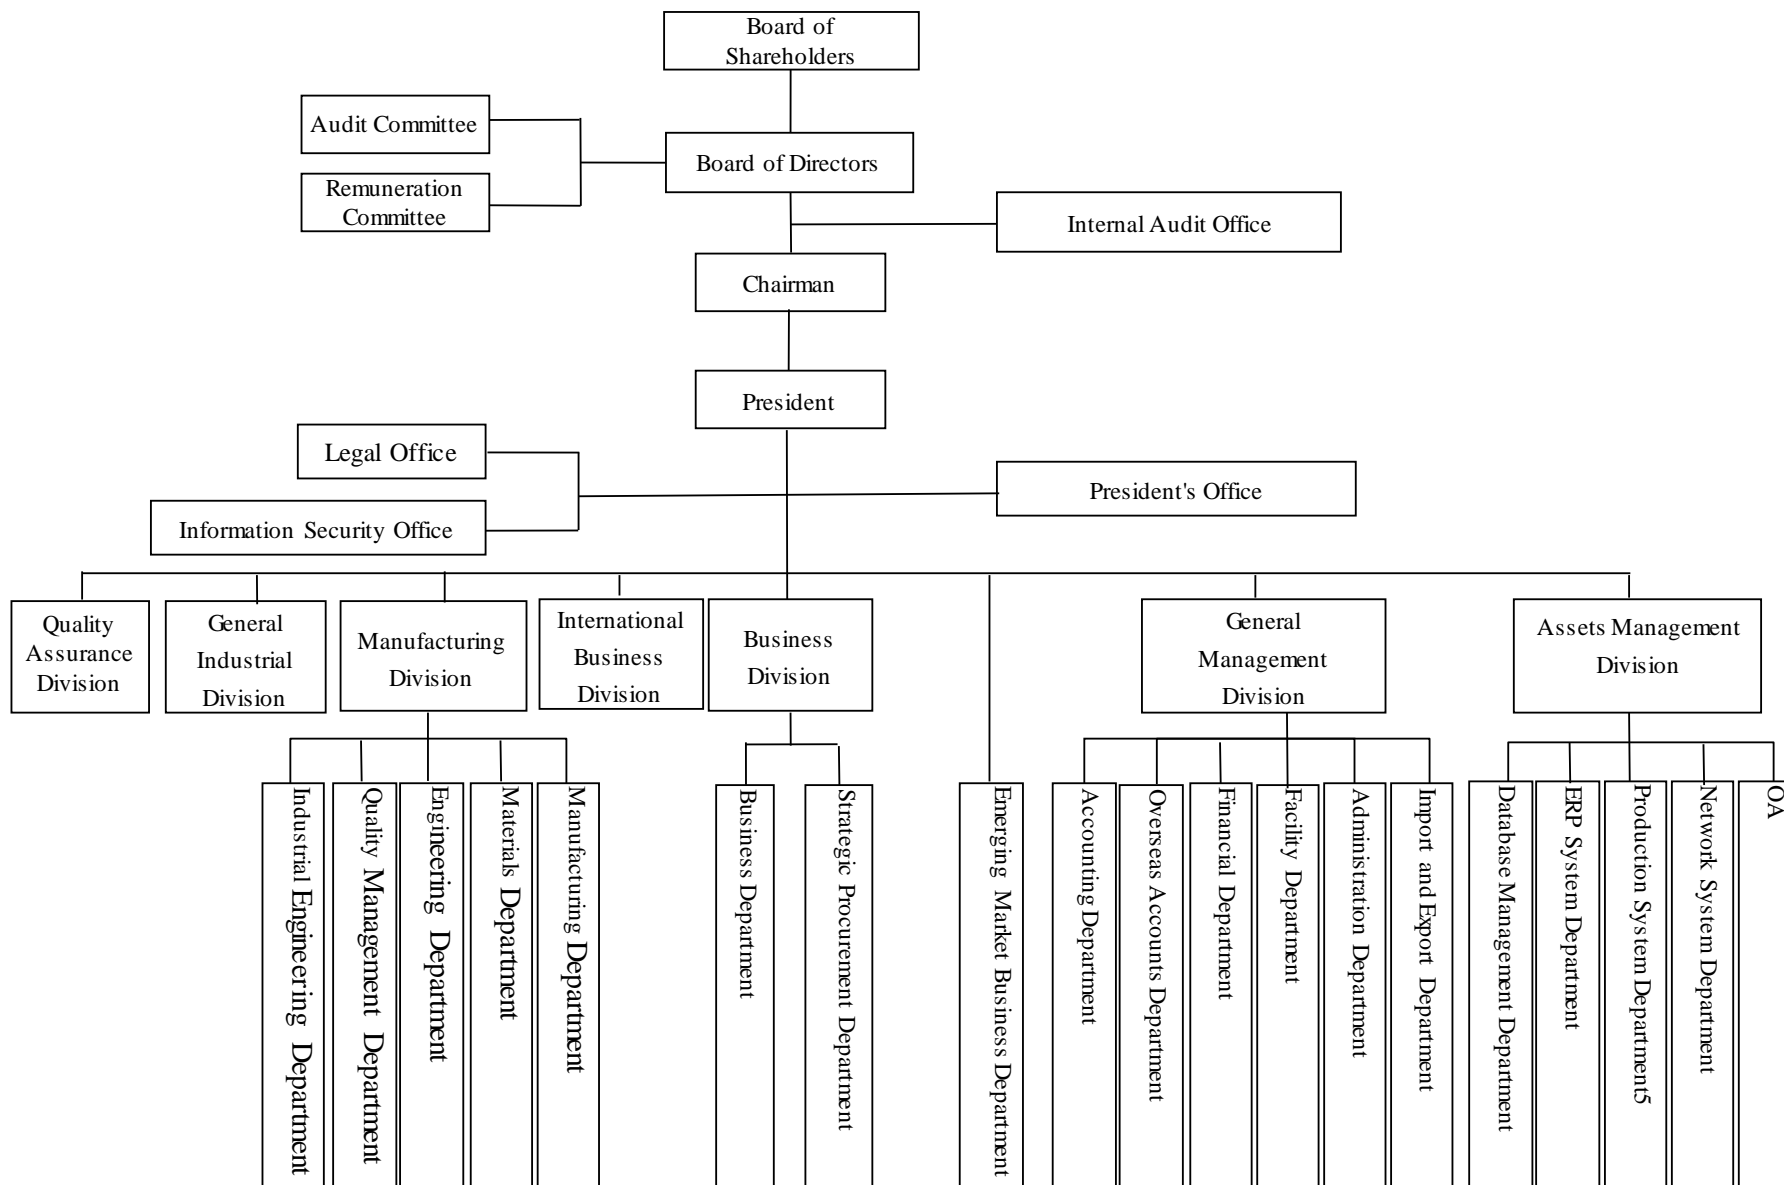 Board of
Shareholders
Audit Committee
Board of Directors
Remuneration
Committee
Internal Audit Office
Chairman
President
Legal Office
President's Office
Information Security Office
Quality
Assurance
Division
General
Industrial
Division
Manufacturing
Division
International
Business
Division
Business
Division
General
Management
Division
Assets Management
Division
Industrial Engineering Department
Quality Management Department
Engineering Department
Materials Department
Manufacturing Department
Business Department
Strategic Procurement Department
Emerging Market Business Department
Accounting Department
Overseas Accounts Department
Financial Department
Facility Department
Administration Department
Import and Export Department
Database Management Department
ERP System Department
Production System Department5
Network System Department
OA